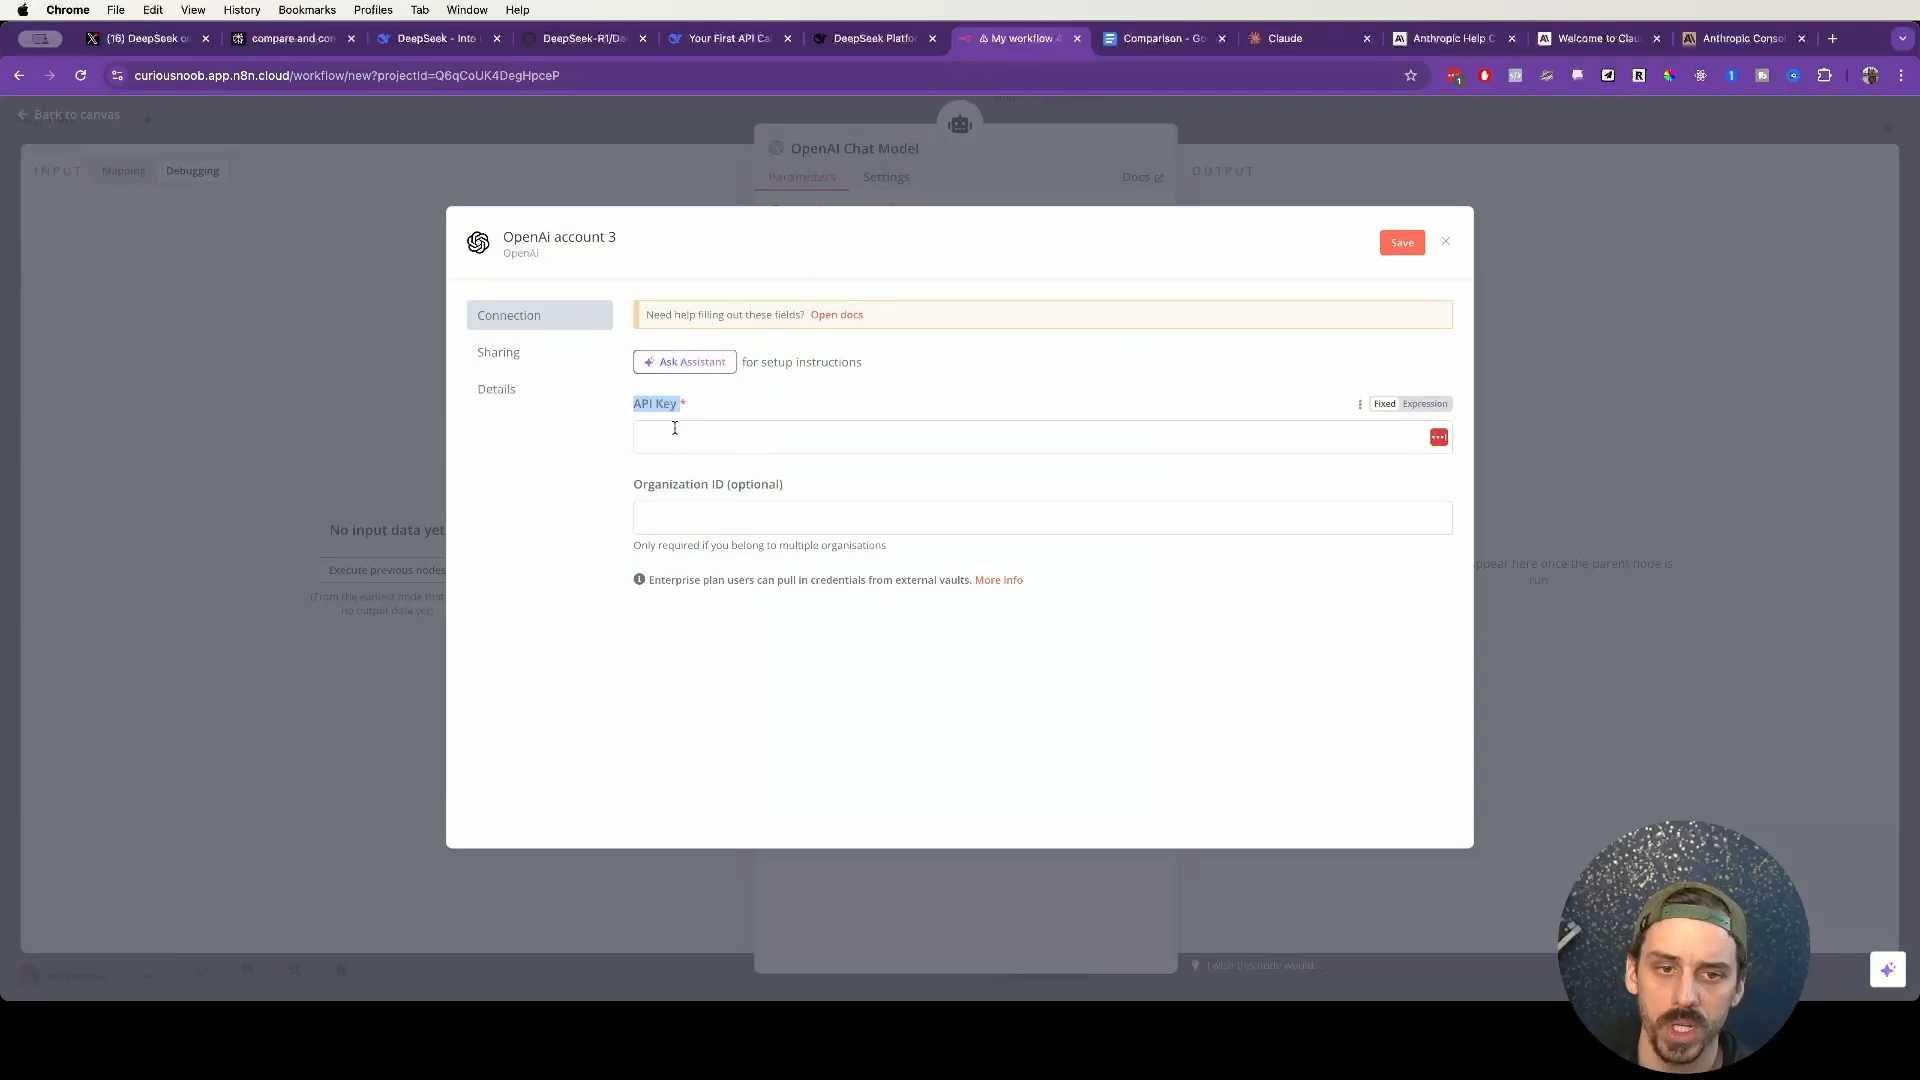 Chrome File Edit View History Bookmarks Profiles Tab Window Help
(16) DeepSeek or
compare and con
DeepSeek - Into
DeepSeek-R1/De
Your First API Cal
DeepSeek Platfor
My workflow 4
Comparison - Go
Claude
Anthropic Help C
Welcome to Clau
Anthropic Consol
curiousnoob.app.n8n.cloud/workflow/new?projectId=Q6qCoUK4DegHpceP
Back to canvas
INPUT Mapping Debugging
OpenAI Chat Model
Parameters Settings Docs
OUTPUT
OpenAi account 3
OpenAi
Save
Connection
Sharing
Details
Need help filling out these fields? Open docs
Ask Assistant for setup instructions
API Key *
Fixed Expression
Organization ID (optional)
Only required if you belong to multiple organisations
Enterprise plan users can pull in credentials from external vaults. More info
No input data yet
Execute previous nodes
(From the earliest node that
no output data yet)
appear here once the parent node is
run
I wish this node would...